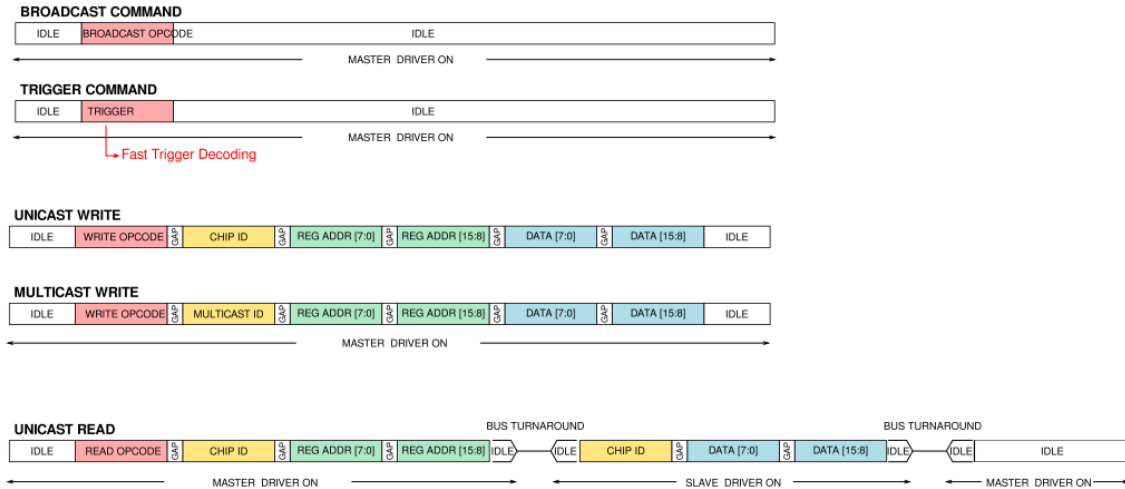 BROADCAST COMMAND
IDLE BROADCAST OPCODE IDLE
MASTER DRIVER ON
TRIGGER COMMAND
IDLE TRIGGER IDLE
MASTER DRIVER ON
Fast Trigger Decoding
UNICAST WRITE
IDLE WRITE OPCODE GAP CHIP ID GAP REG ADDR [7:0] GAP REG ADDR [15:8] GAP DATA [7:0] GAP DATA [15:8] IDLE
MULTICAST WRITE
IDLE WRITE OPCODE GAP MULTICAST ID GAP REG ADDR [7:0] GAP REG ADDR [15:8] GAP DATA [7:0] GAP DATA [15:8] IDLE
MASTER DRIVER ON
UNICAST READ
BUS TURNAROUND BUS TURNAROUND
IDLE READ OPCODE GAP CHIP ID GAP REG ADDR [7:0] GAP REG ADDR [15:8] IDLE IDLE CHIP ID GAP DATA [7:0] GAP DATA [15:8] IDLE IDLE IDLE
MASTER DRIVER ON SLAVE DRIVER ON MASTER DRIVER ON